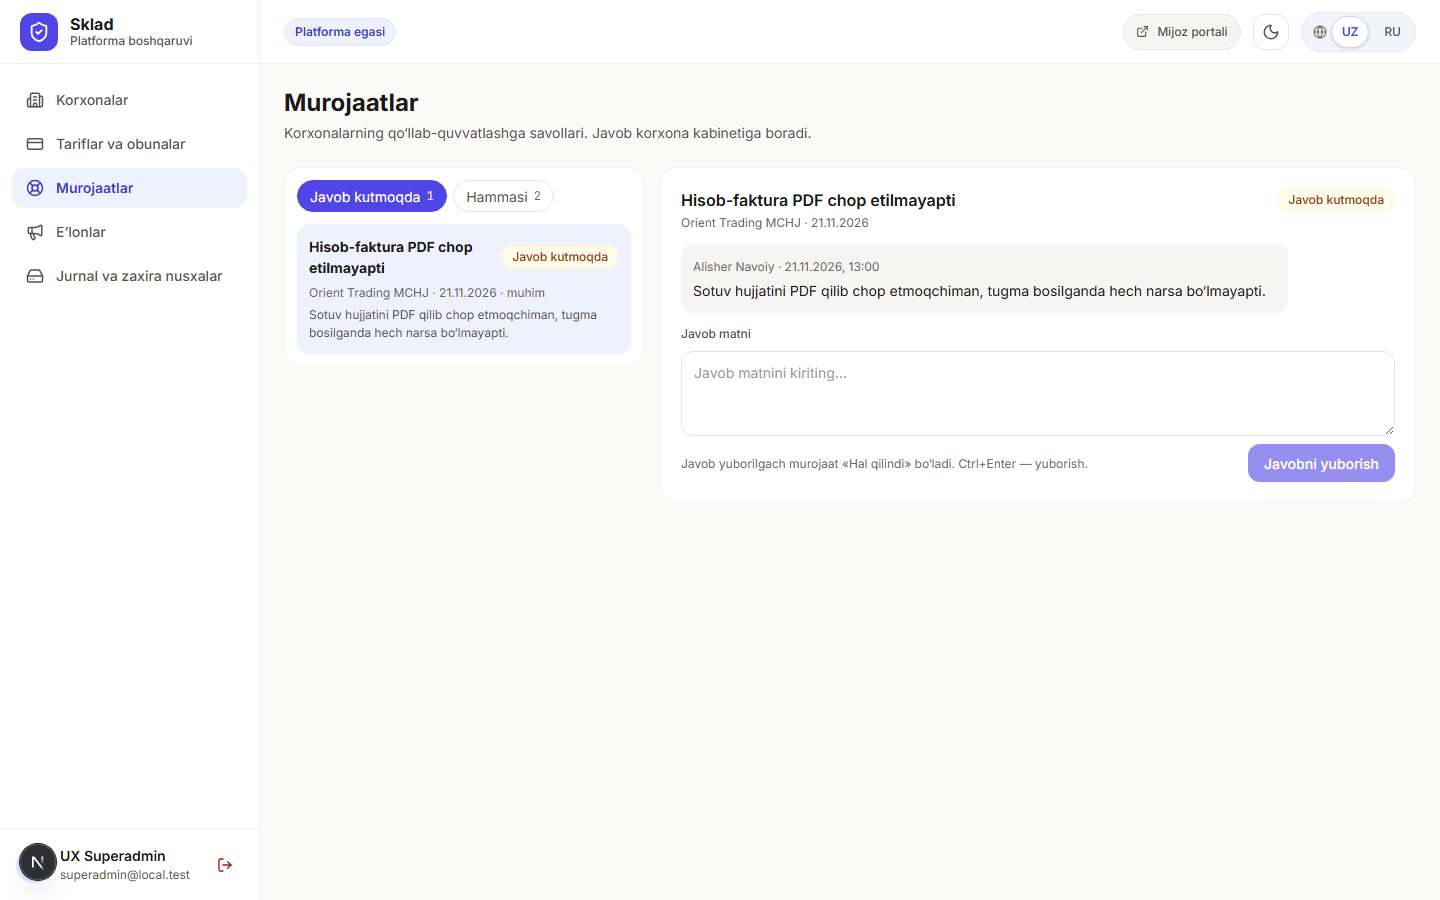 Sklad
Platforma boshqaruvi
Platforma egasi
Mijoz portali
UZ
RU
Korxonalar
Tariflar va obunalar
Murojaatlar
E’lonlar
Jurnal va zaxira nusxalar
Murojaatlar
Korxonalarning qo‘llab-quvvatlashga savollari. Javob korxona kabinetiga boradi.
Javob kutmoqda 1
Hammasi 2
Hisob-faktura PDF chop
etilmayapti
Javob kutmoqda
Orient Trading MCHJ · 21.11.2026 · muhim
Sotuv hujjatini PDF qilib chop etmoqchiman, tugma
bosilganda hech narsa bo‘lmayapti.
Hisob-faktura PDF chop etilmayapti
Javob kutmoqda
Orient Trading MCHJ · 21.11.2026
Alisher Navoiy · 21.11.2026, 13:00
Sotuv hujjatini PDF qilib chop etmoqchiman, tugma bosilganda hech narsa bo‘lmayapti.
Javob matni
Javob matnini kiriting...
Javob yuborilgach murojaat «Hal qilindi» bo‘ladi. Ctrl+Enter — yuborish.
Javobni yuborish
N
UX Superadmin
superadmin@local.test